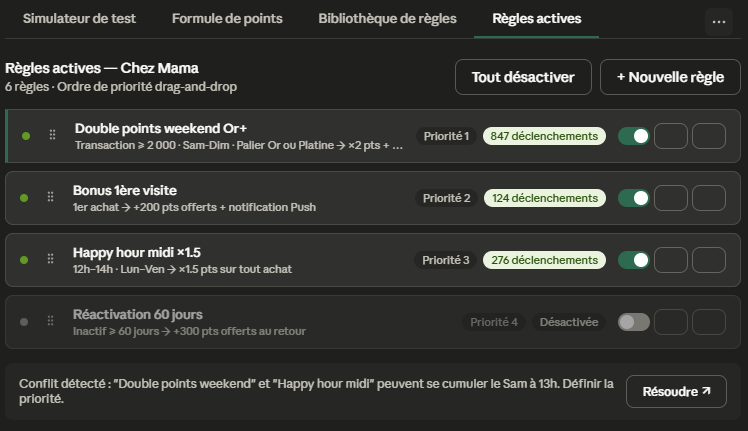 Simulateur de test
Formule de points
Bibliothèque de règles
Règles actives
...
Règles actives — Chez Mama
6 règles · Ordre de priorité drag-and-drop
Tout désactiver
+ Nouvelle règle
Double points weekend Or+
Transaction ⩾ 2 000 · Sam-Dim · Palier Or ou Platine → ×2 pts + ...
Priorité 1
847 déclenchements
Bonus 1ère visite
1er achat → +200 pts offerts + notification Push
Priorité 2
124 déclenchements
Happy hour midi ×1.5
12h–14h · Lun–Ven → ×1.5 pts sur tout achat
Priorité 3
276 déclenchements
Réactivation 60 jours
Inactif ⩾ 60 jours → +300 pts offerts au retour
Priorité 4
Désactivée
Conflit détecté : "Double points weekend" et "Happy hour midi" peuvent se cumuler le Sam à 13h. Définir la
priorité.
Résoudre ↗